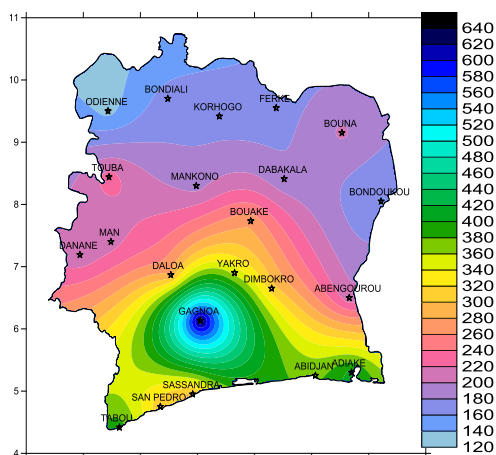 11
10
9
8
7
6
5
4
BONDIALI
ODIENNE
KORHOGO
FERKE
BOUNA
TOUBA
MANKONO
DABAKALA
BONDOUKOU
BOUAKE
MAN
DANANE
DALOA
YAKRO
DIMBOKRO
ABENGOUROU
GAGNOA
ABIDJAN
ADIAKE
SASSANDRA
SAN PEDRO
TABOU
640
620
600
580
560
540
520
500
480
460
440
420
400
380
360
340
320
300
280
260
240
220
200
180
160
140
120